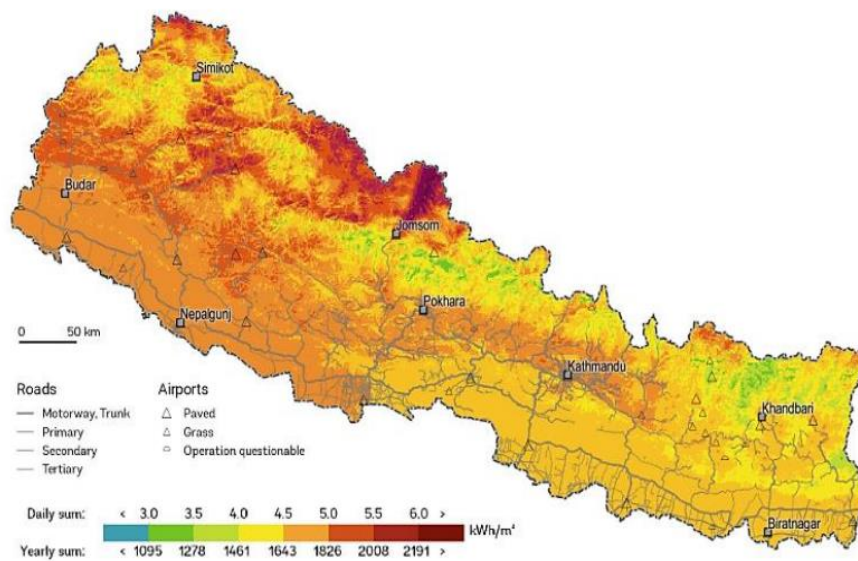 Simikot
Budar
Jomsom
Nepalgunj
Pokhara
0 50 km
Kathmandu
Khandbari
Biratnagar
Roads
Motorway, Trunk
Primary
Secondary
Tertiary
Airports
Paved
Grass
Operation questionable
Daily sum: < 3.0 3.5 4.0 4.5 5.0 5.5 6.0 >
kWh/m²
Yearly sum: < 1095 1278 1461 1643 1826 2008 2191 >